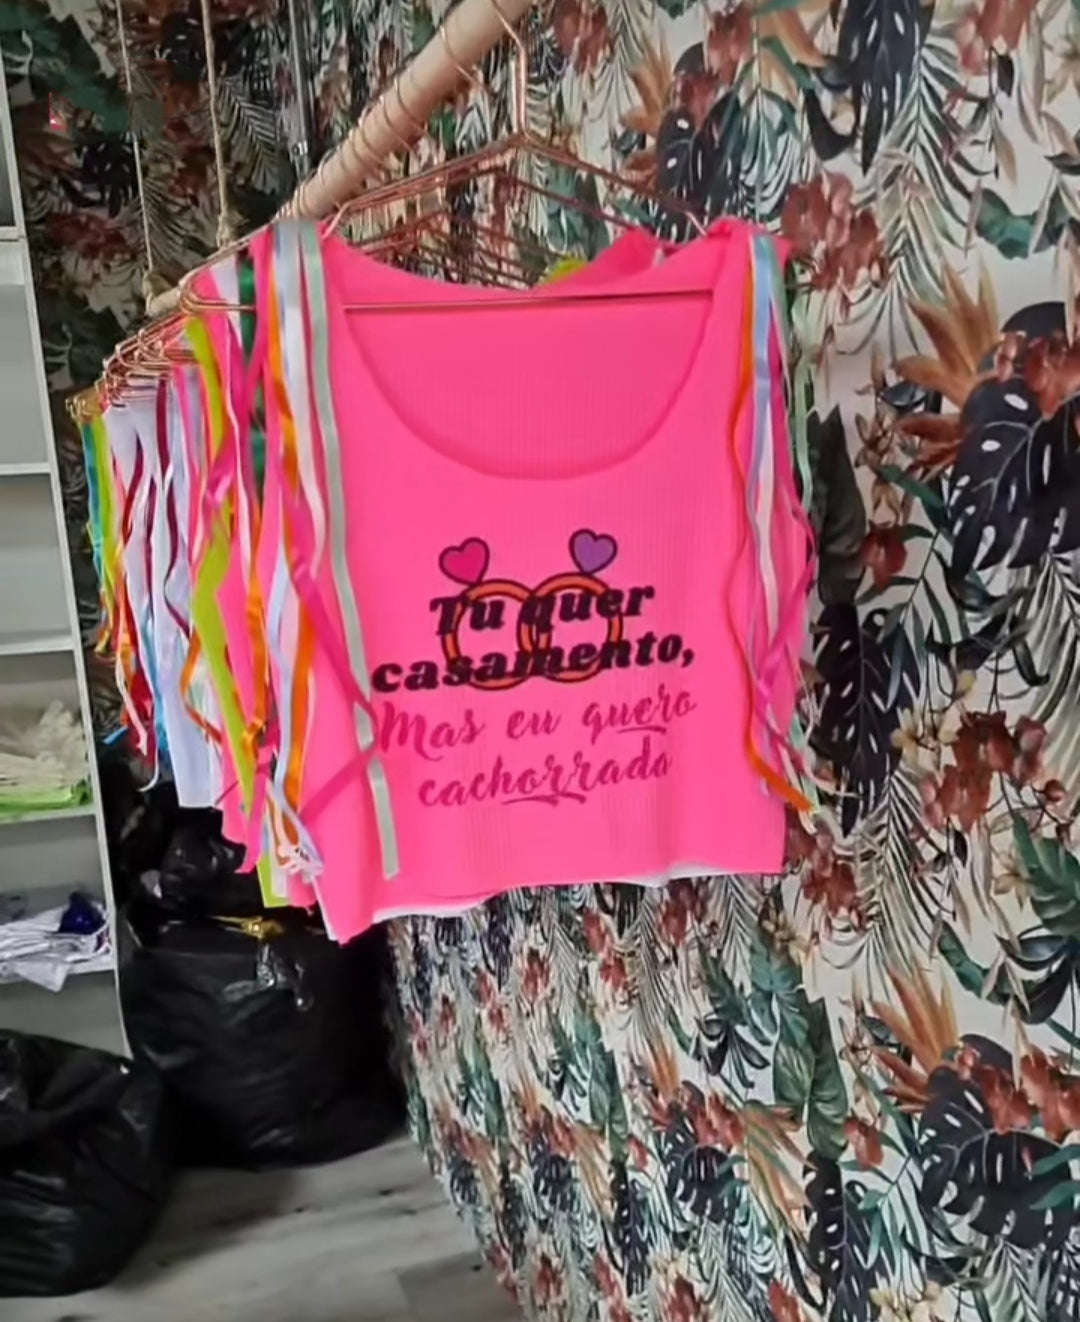 Tu quer
casamento,
Mas eu quero
cachorrada